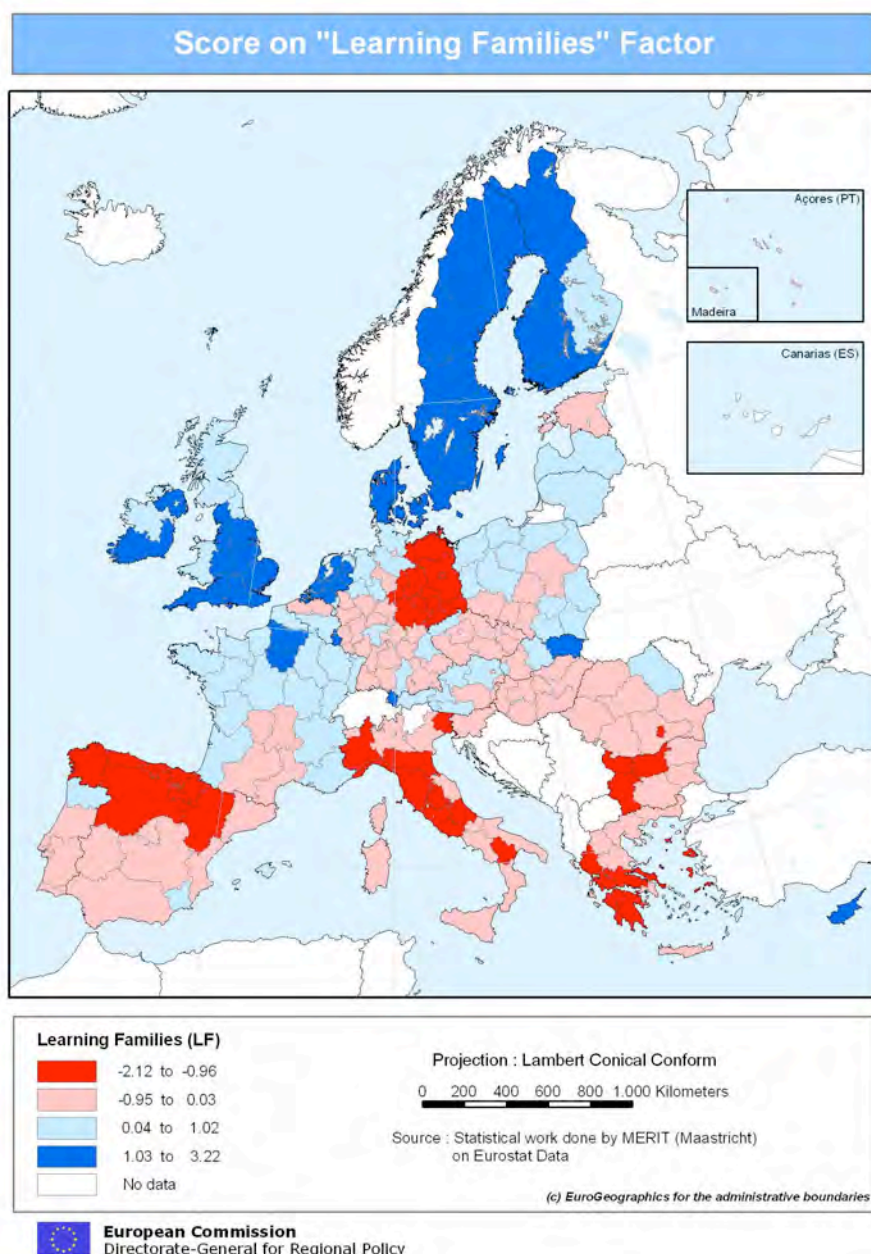 Score on "Learning Families" Factor
Açores (PT)
Madeira
Canarias (ES)
Learning Families (LF)
-2.12 to -0.96
-0.95 to 0.03
0.04 to 1.02
1.03 to 3.22
No data
Projection : Lambert Conical Conform
0 200 400 600 800 1.000 Kilometers
Source : Statistical work done by MERIT (Maastricht)
on Eurostat Data
(c) EuroGeographics for the administrative boundaries
European Commission
Directorate-General for Regional Policy